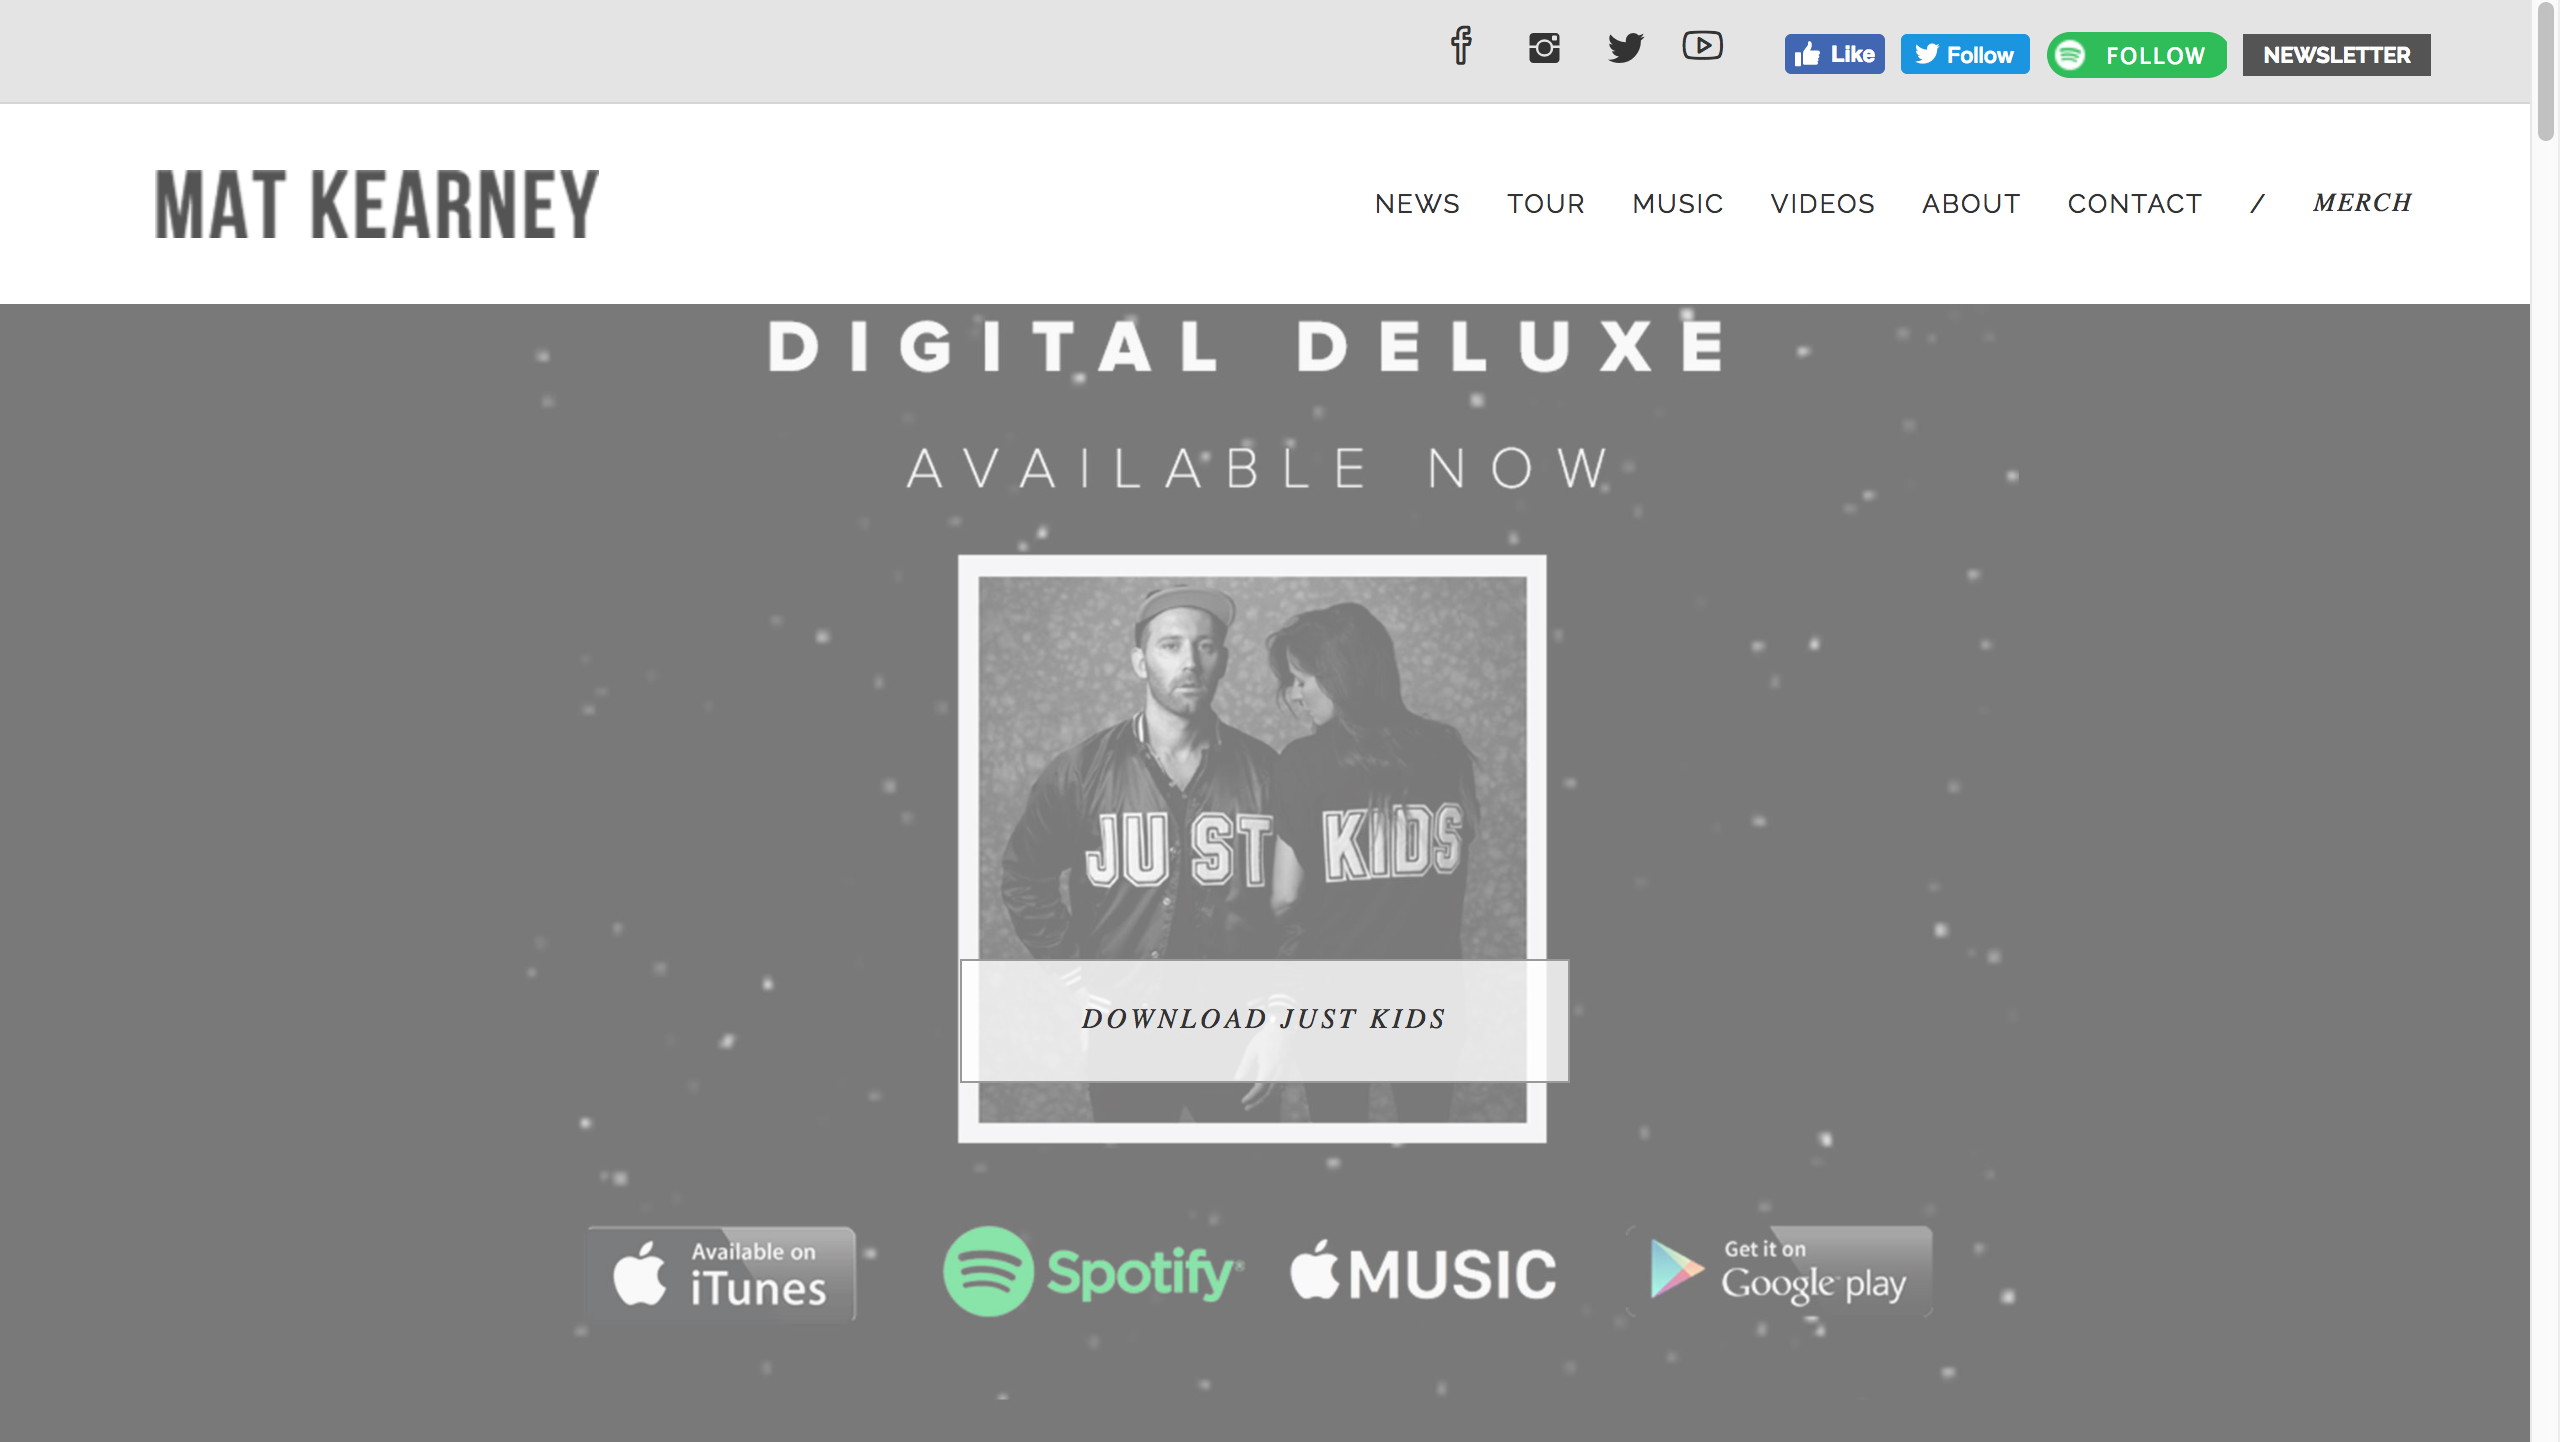 Like
Follow
FOLLOW
NEWSLETTER
MAT KEARNEY
NEWS TOUR MUSIC VIDEOS ABOUT CONTACT / MERCH
DIGITAL DELUXE
AVAILABLE NOW
JUST KIDS
DOWNLOAD JUST KIDS
Available on
iTunes
Spotify®
MUSIC
Get it on
Google play